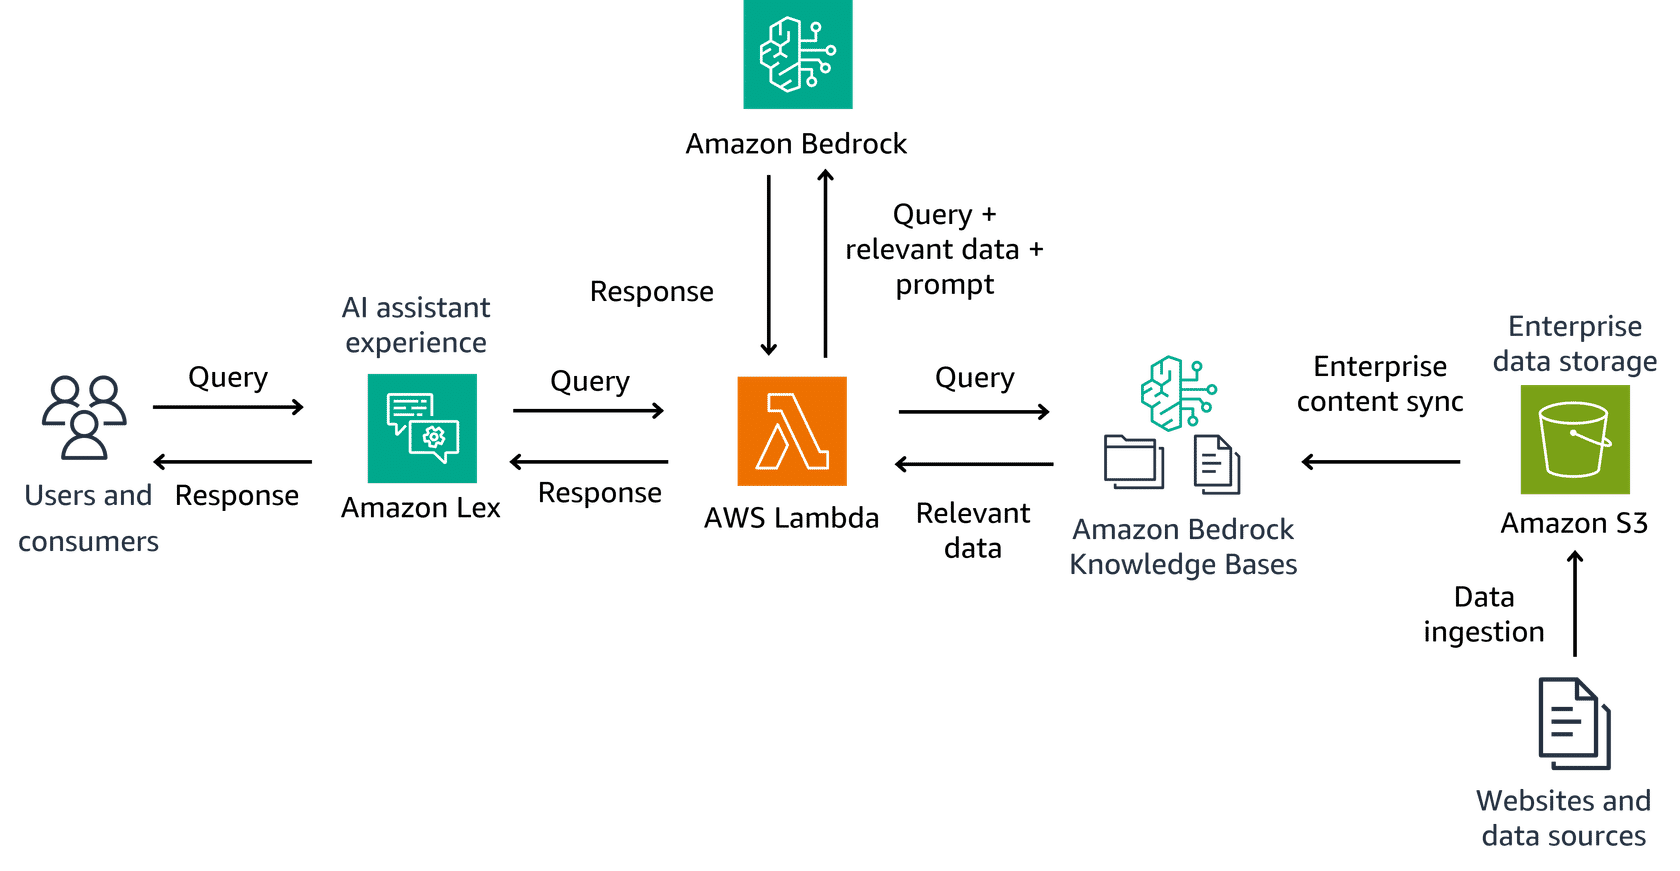 Amazon Bedrock
Query +
relevant data +
prompt
Response
AI assistant
experience
Query
Query
Query
Enterprise
content sync
Enterprise
data storage
Users and
consumers
Response
Amazon Lex
Response
AWS Lambda
Relevant
data
Amazon Bedrock
Knowledge Bases
Amazon S3
Data
ingestion
Websites and
data sources